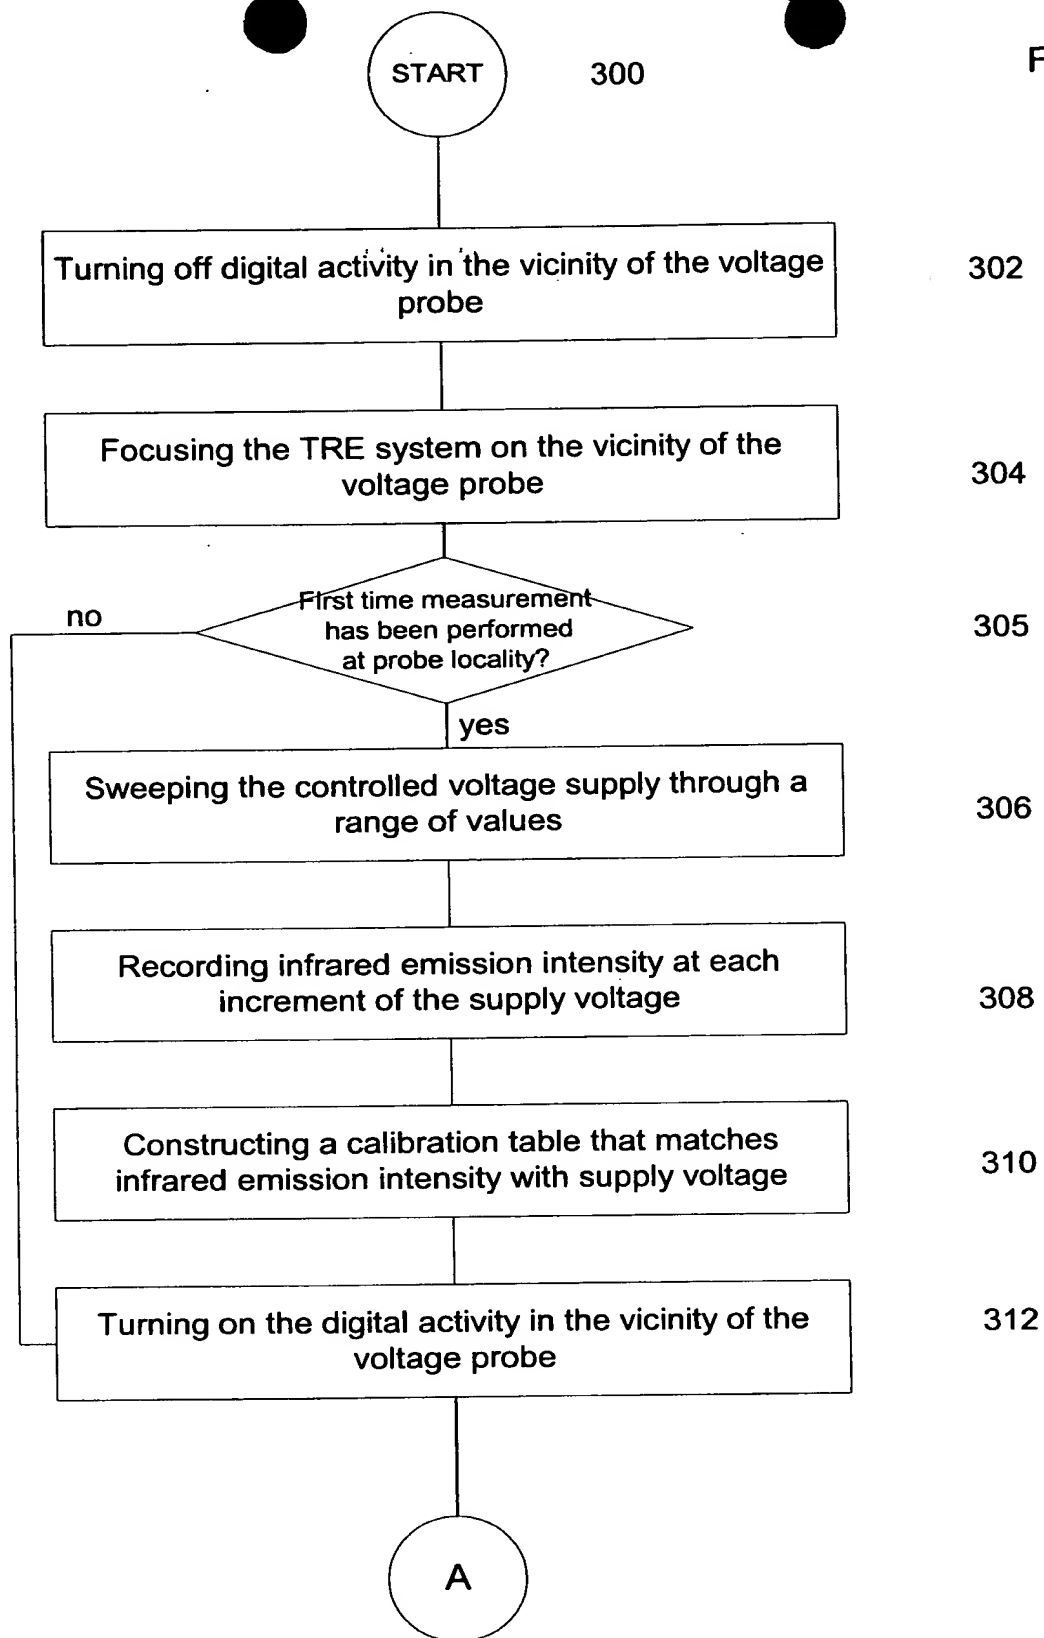 START
300
F
Turning off digital activity in the vicinity of the voltage
probe
302
Focusing the TRE system on the vicinity of the
voltage probe
304
First time measurement
has been performed
at probe locality?
305
no
yes
Sweeping the controlled voltage supply through a
range of values
306
Recording infrared emission intensity at each
increment of the supply voltage
308
Constructing a calibration table that matches
infrared emission intensity with supply voltage
310
Turning on the digital activity in the vicinity of the
voltage probe
312
A